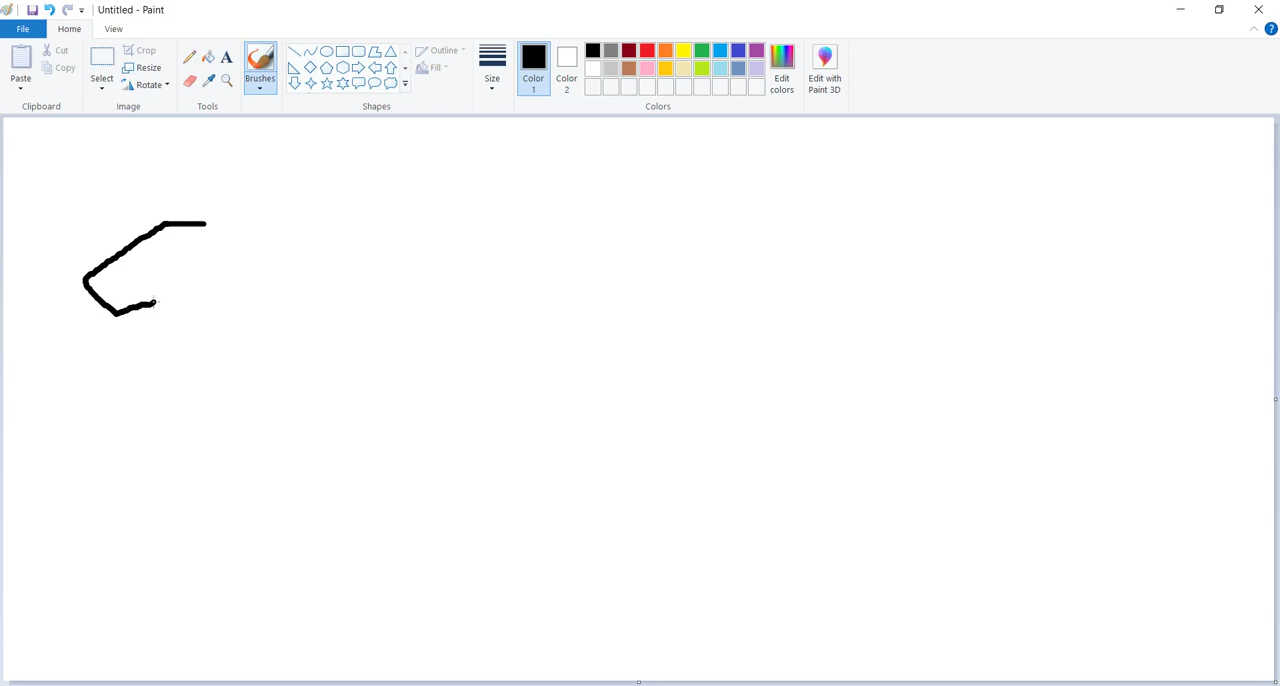 Untitled - Paint
File Home View
Paste Cut Copy
Clipboard
Select Crop Resize Rotate
Image
A
Tools
Brushes
Outline Fill
Shapes
Size
Color 1 Color 2
Edit colors
Colors
Edit with Paint 3D
?